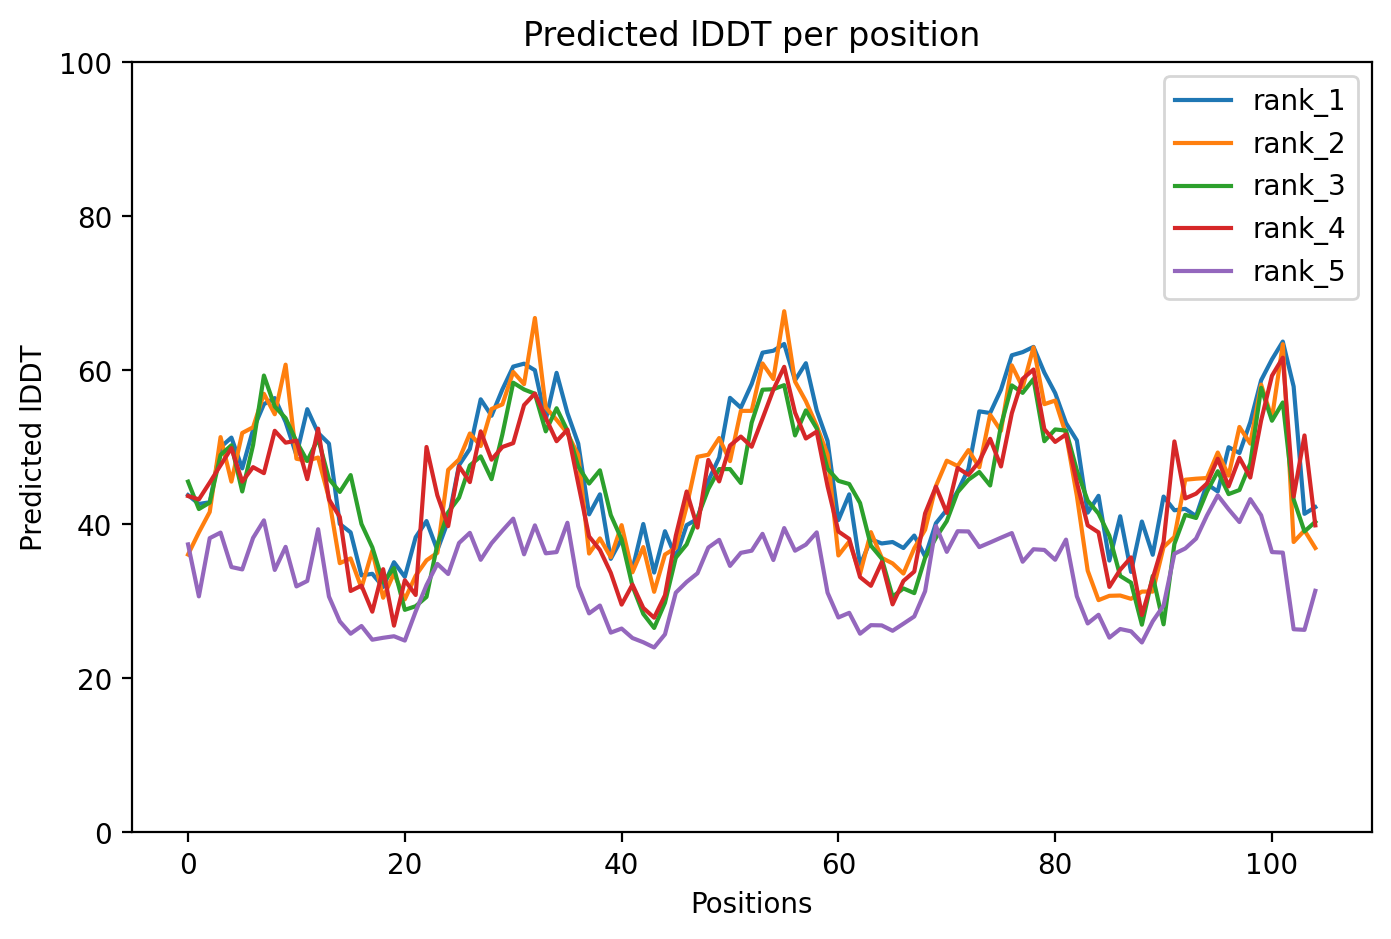 Predicted lDDT per position
100
80
60
40
20
0
Predicted lDDT
0 20 40 60 80 100
Positions
rank_1
rank_2
rank_3
rank_4
rank_5